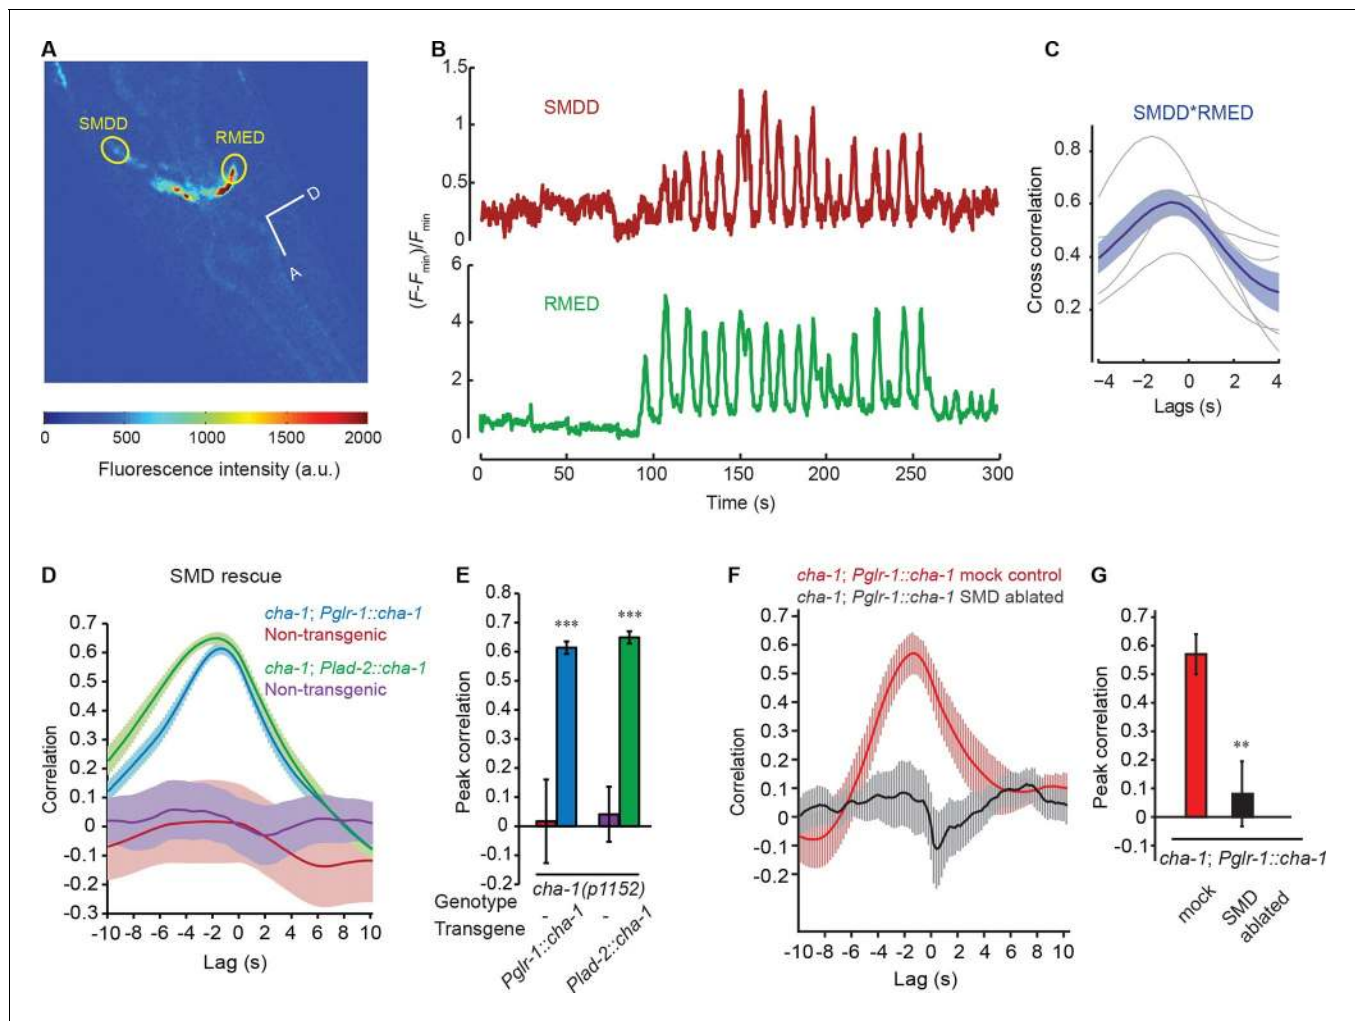 A
SMDD
RMED
D
A
0 500 1000 1500 2000
Fluorescence intensity (a.u.)
B
1.5
1
0.5
0
SMDD
(F-Fmin)/Fmin
6
4
2
0
RMED
0 50 100 150 200 250 300
Time (s)
C
SMDD*RMED
0.8
0.6
0.4
0.2
Cross correlation
−4 −2 0 2 4
Lags (s)
D
SMD rescue
cha-1; Pglr-1::cha-1
Non-transgenic
cha-1; Plad-2::cha-1
Non-transgenic
0.7
0.6
0.5
0.4
0.3
0.2
0.1
0
-0.1
-0.2
-0.3
Correlation
-10 -8 -6 -4 -2 0 2 4 6 8 10
Lag (s)
E
0.8
0.7
0.6
0.5
0.4
0.3
0.2
0.1
0
-0.1
-0.2
Peak correlation
*** ***
cha-1(p1152)
Genotype
Transgene - Pglr-1::cha-1 - Plad-2::cha-1
F
cha-1; Pglr-1::cha-1 mock control
cha-1; Pglr-1::cha-1 SMD ablated
0.7
0.6
0.5
0.4
0.3
0.2
0.1
0
-0.1
-0.2
Correlation
-10 -8 -6 -4 -2 0 2 4 6 8 10
Lag (s)
G
0.7
0.6
0.5
0.4
0.3
0.2
0.1
0
-0.1
Peak correlation
**
cha-1; Pglr-1::cha-1
mock
SMD
ablated